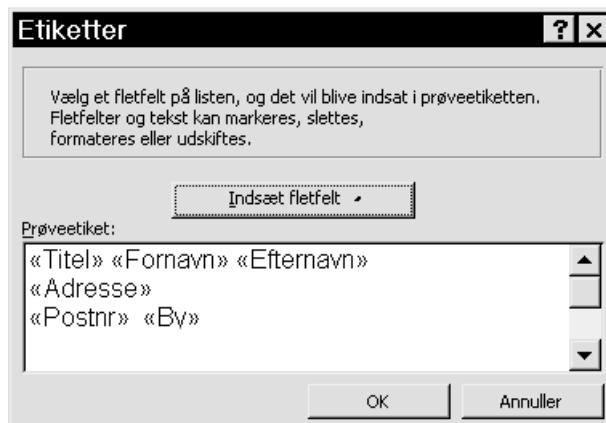 Etiketter
Vælg et fletfelt på listen, og det vil blive indsat i prøveetiketten.
Fletfelter og tekst kan markeres, slettes,
formateres eller udskiftes.
Indsæt fletfelt
Prøveetiket:
«Titel» «Fornavn» «Efternavn»
«Adresse»
«Postnr» «By»
OK
Annuller